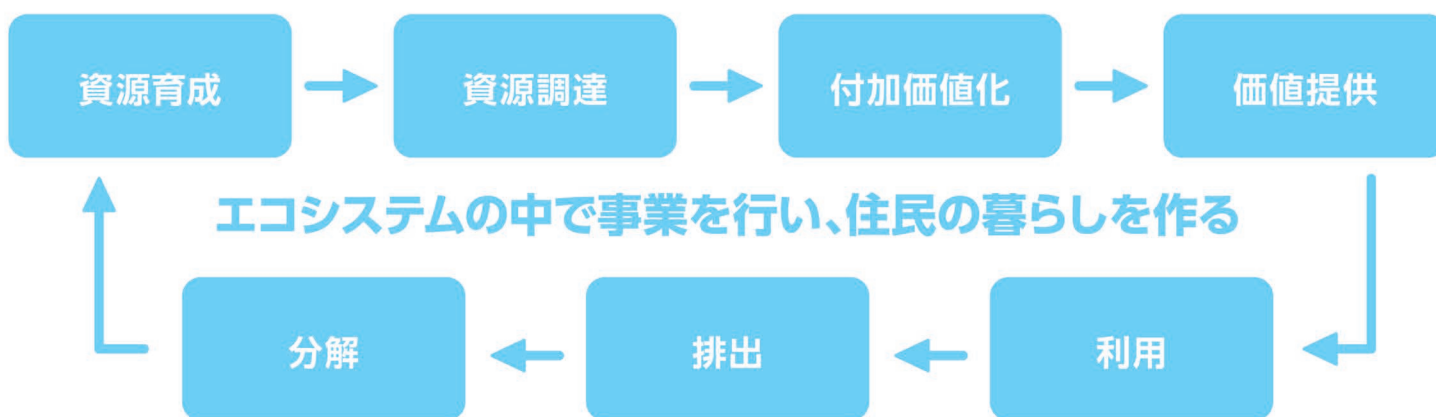 資源育成
資源調達
付加価値化
価値提供
エコシステムの中で事業を行い、住民の暮らしを作る
分解
排出
利用